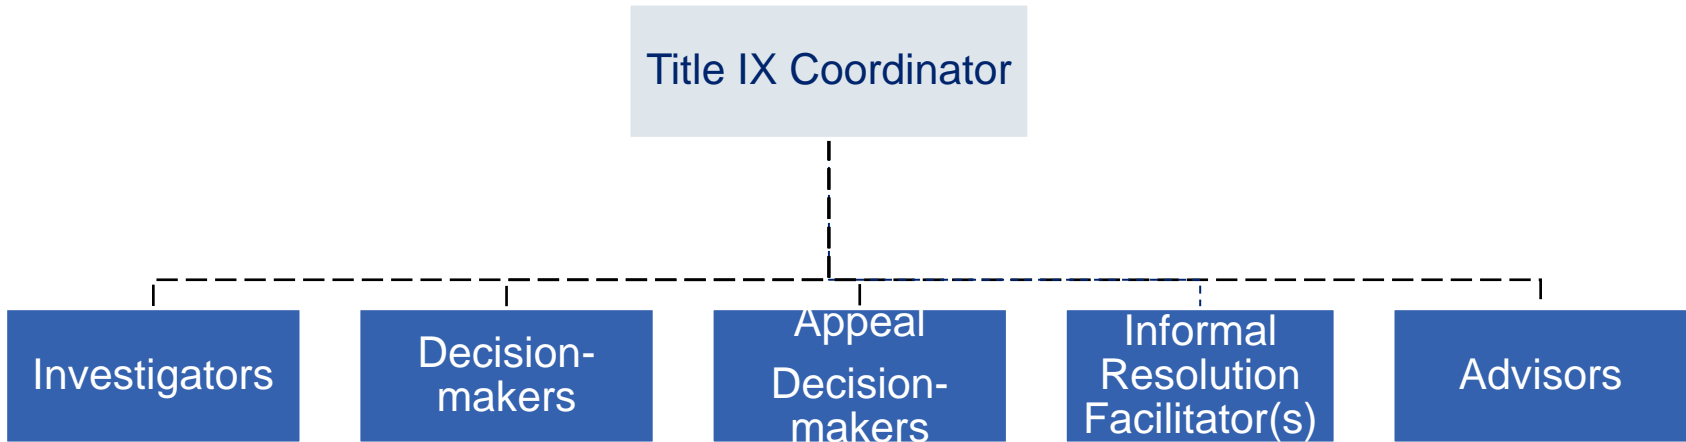 Title IX Coordinator
Investigators
Decision-
makers
Appeal
Decision-
makers
Informal
Resolution
Facilitator(s)
Advisors